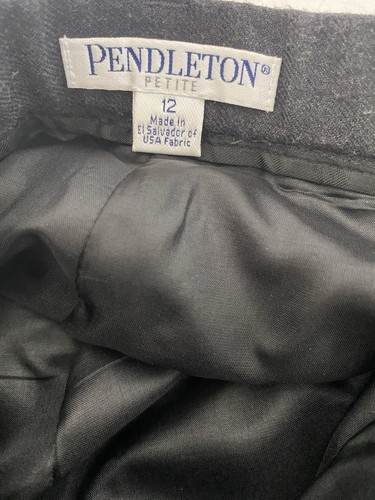 PENDLETON®
PETITE
12
Made in
El Salvador of
USA Fabric